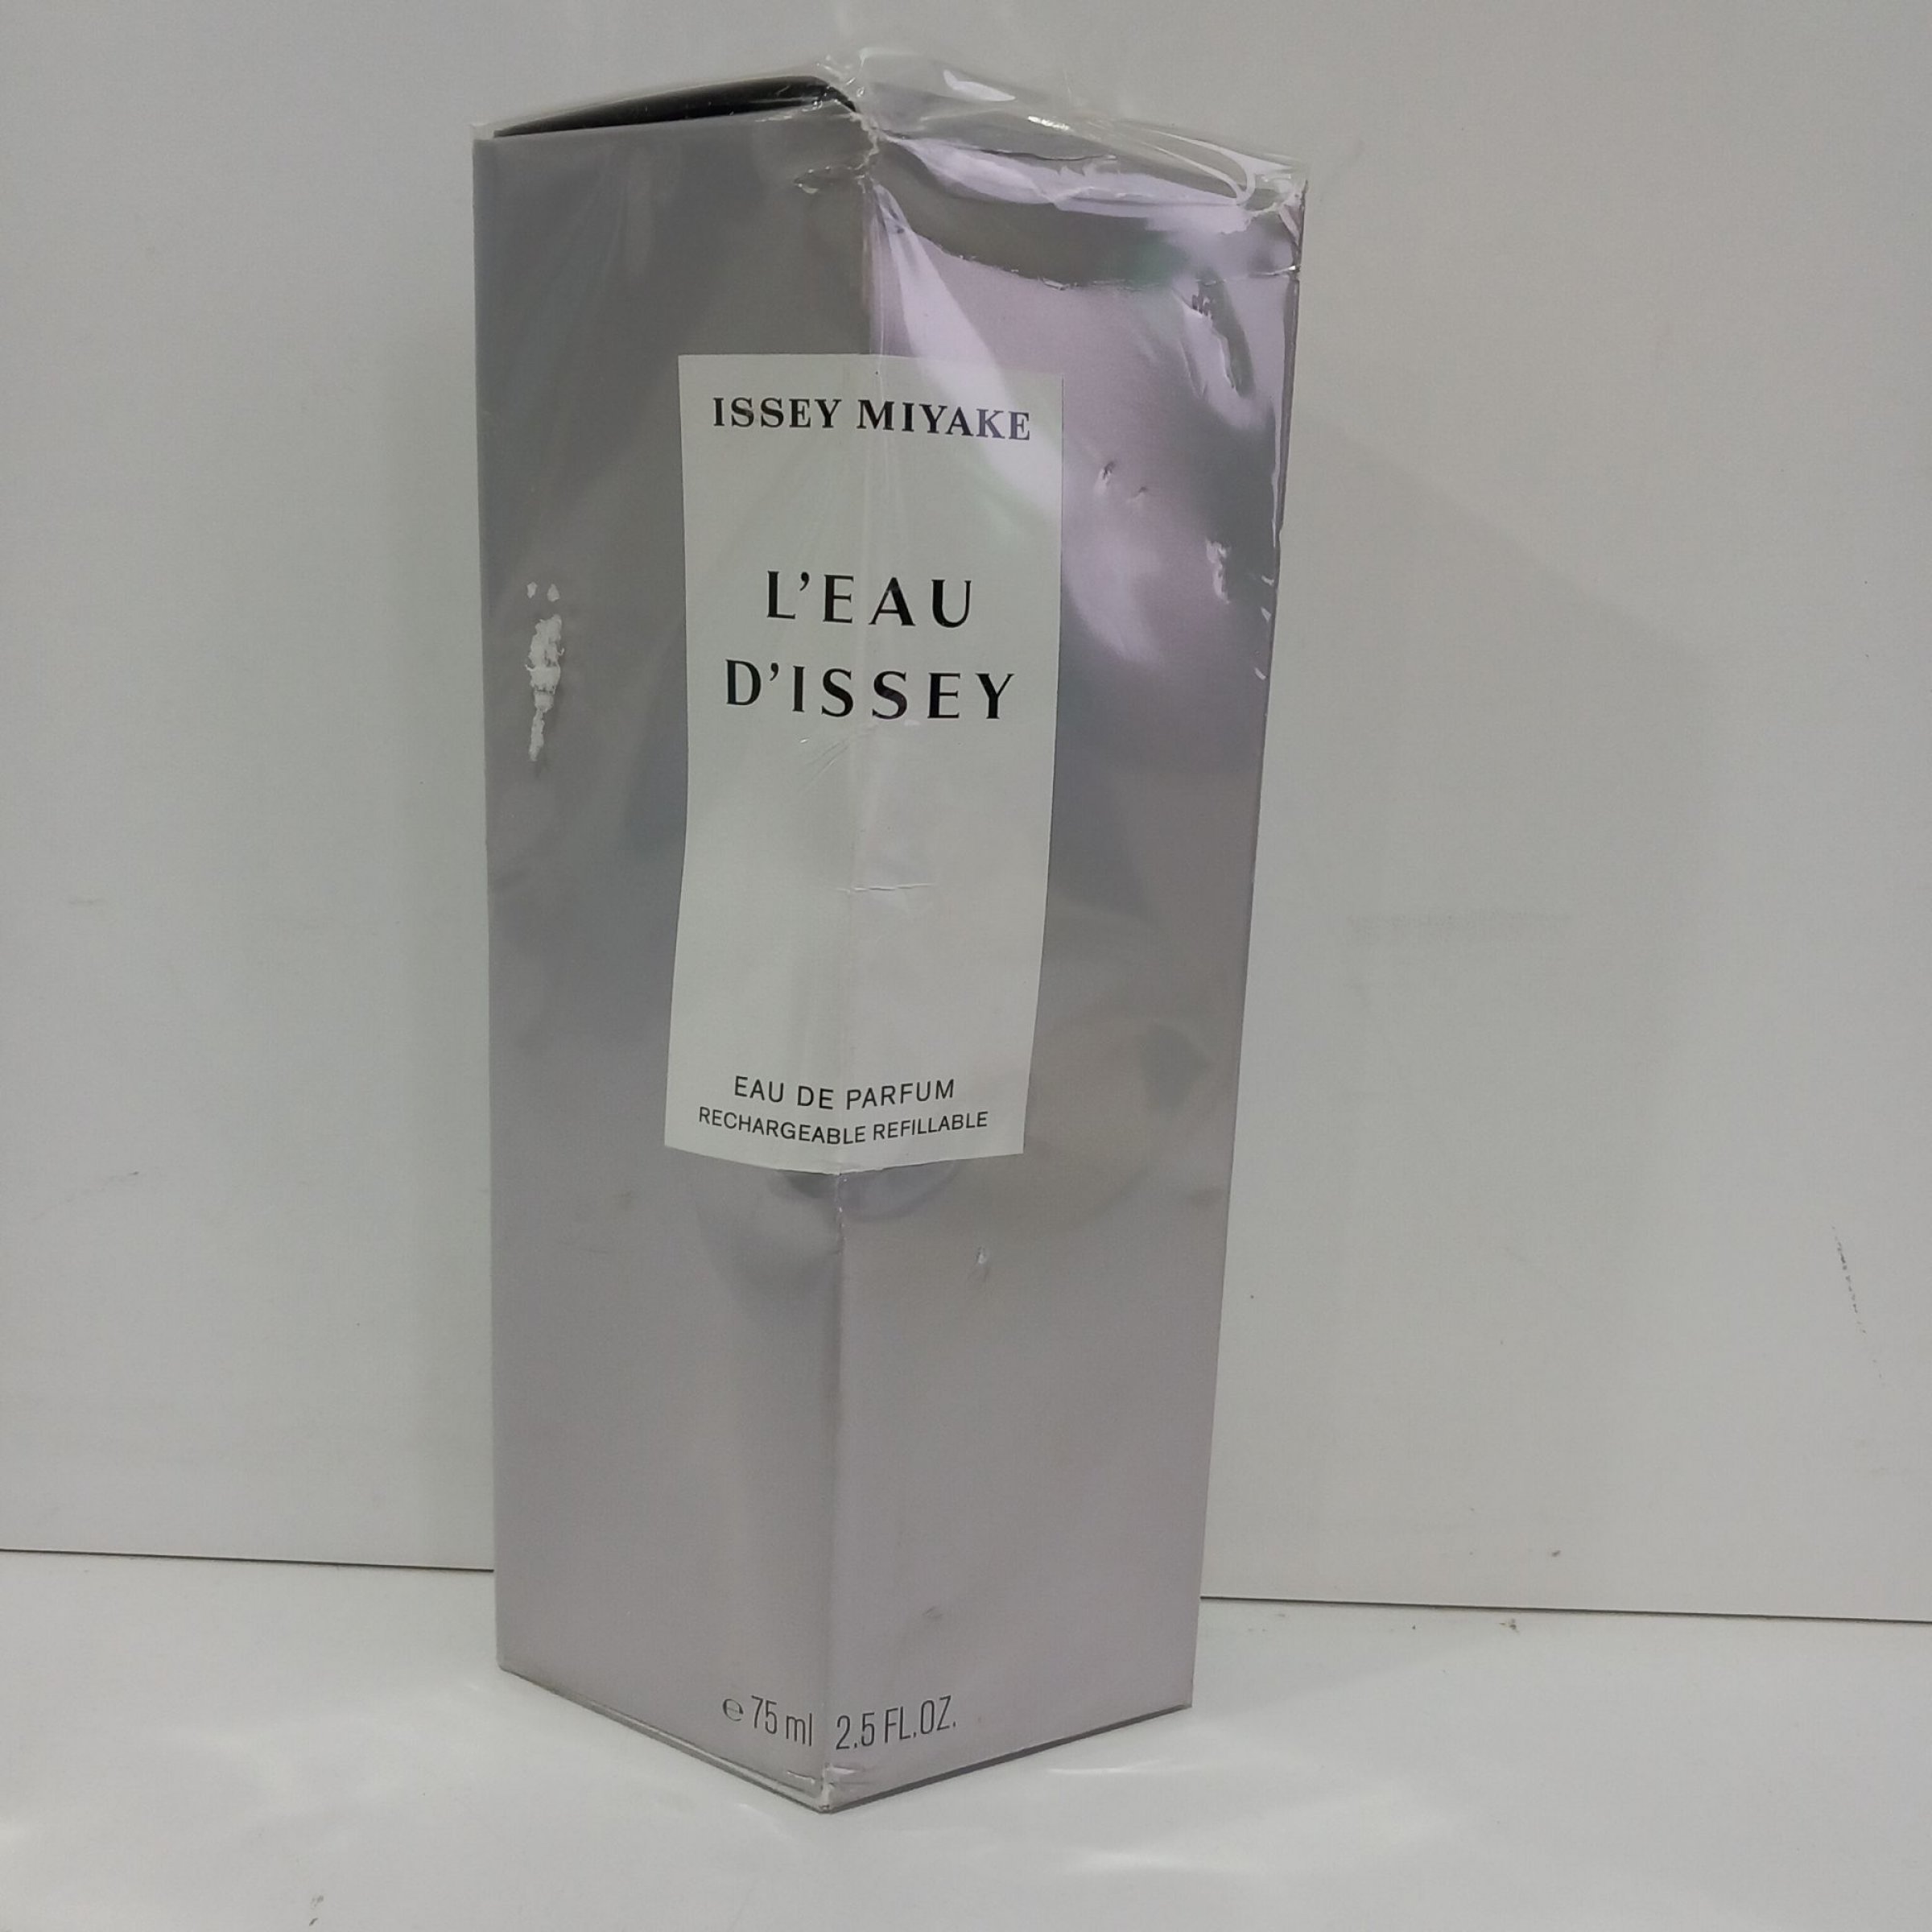 ISSEY MIYAKE
L'EAU
D'ISSEY
EAU DE PARFUM
RECHARGEABLE REFILLABLE
℮75 ml 2.5 FL.OZ.